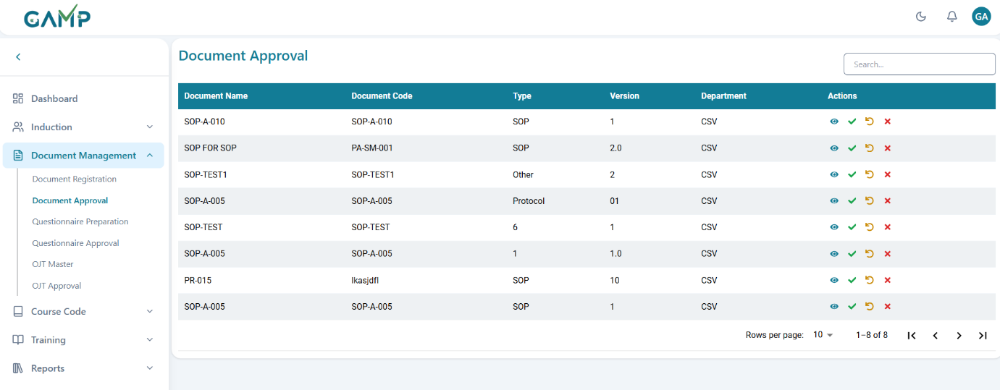 GAMP
GA
Document Approval
Search...
Dashboard
Induction
Document Management
Document Registration
Document Approval
Questionnaire Preparation
Questionnaire Approval
OJT Master
OJT Approval
Course Code
Training
Reports
Document Name Document Code Type Version Department Actions
SOP-A-010 SOP-A-010 SOP 1 CSV
SOP FOR SOP PA-SM-001 SOP 2.0 CSV
SOP-TEST1 SOP-TEST1 Other 2 CSV
SOP-A-005 SOP-A-005 Protocol 01 CSV
SOP-TEST SOP-TEST 6 1 CSV
SOP-A-005 SOP-A-005 1 1.0 CSV
PR-015 lkasjdfl SOP 10 CSV
SOP-A-005 SOP-A-005 SOP 1 CSV
Rows per page: 10 1–8 of 8